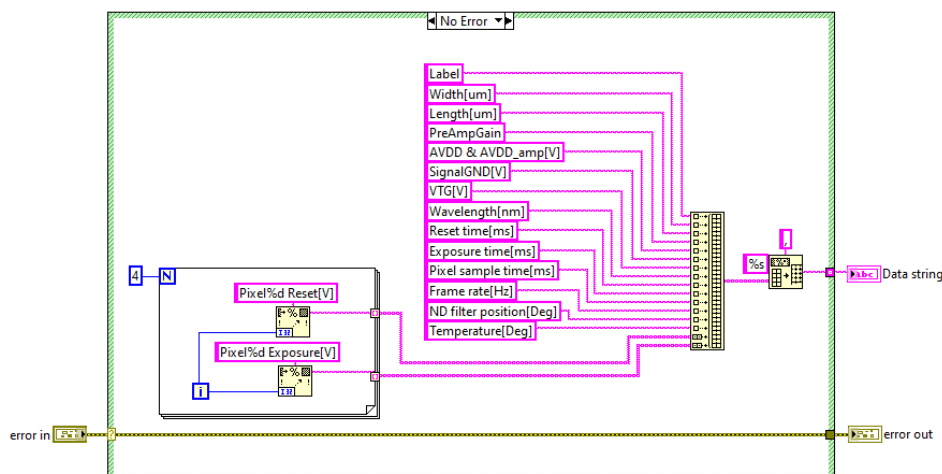 No Error
Label
Width[um]
Length[um]
PreAmpGain
AVDD & AVDD_amp[V]
SignalGND[V]
VTG[V]
Wavelength[nm]
Reset time[ms]
Exposure time[ms]
Pixel sample time[ms]
Frame rate[Hz]
ND filter position[Deg]
Temperature[Deg]
,
%s
abc
Data string
4
N
Pixel%d Reset[V]
Pixel%d Exposure[V]
i
error in
?
error out